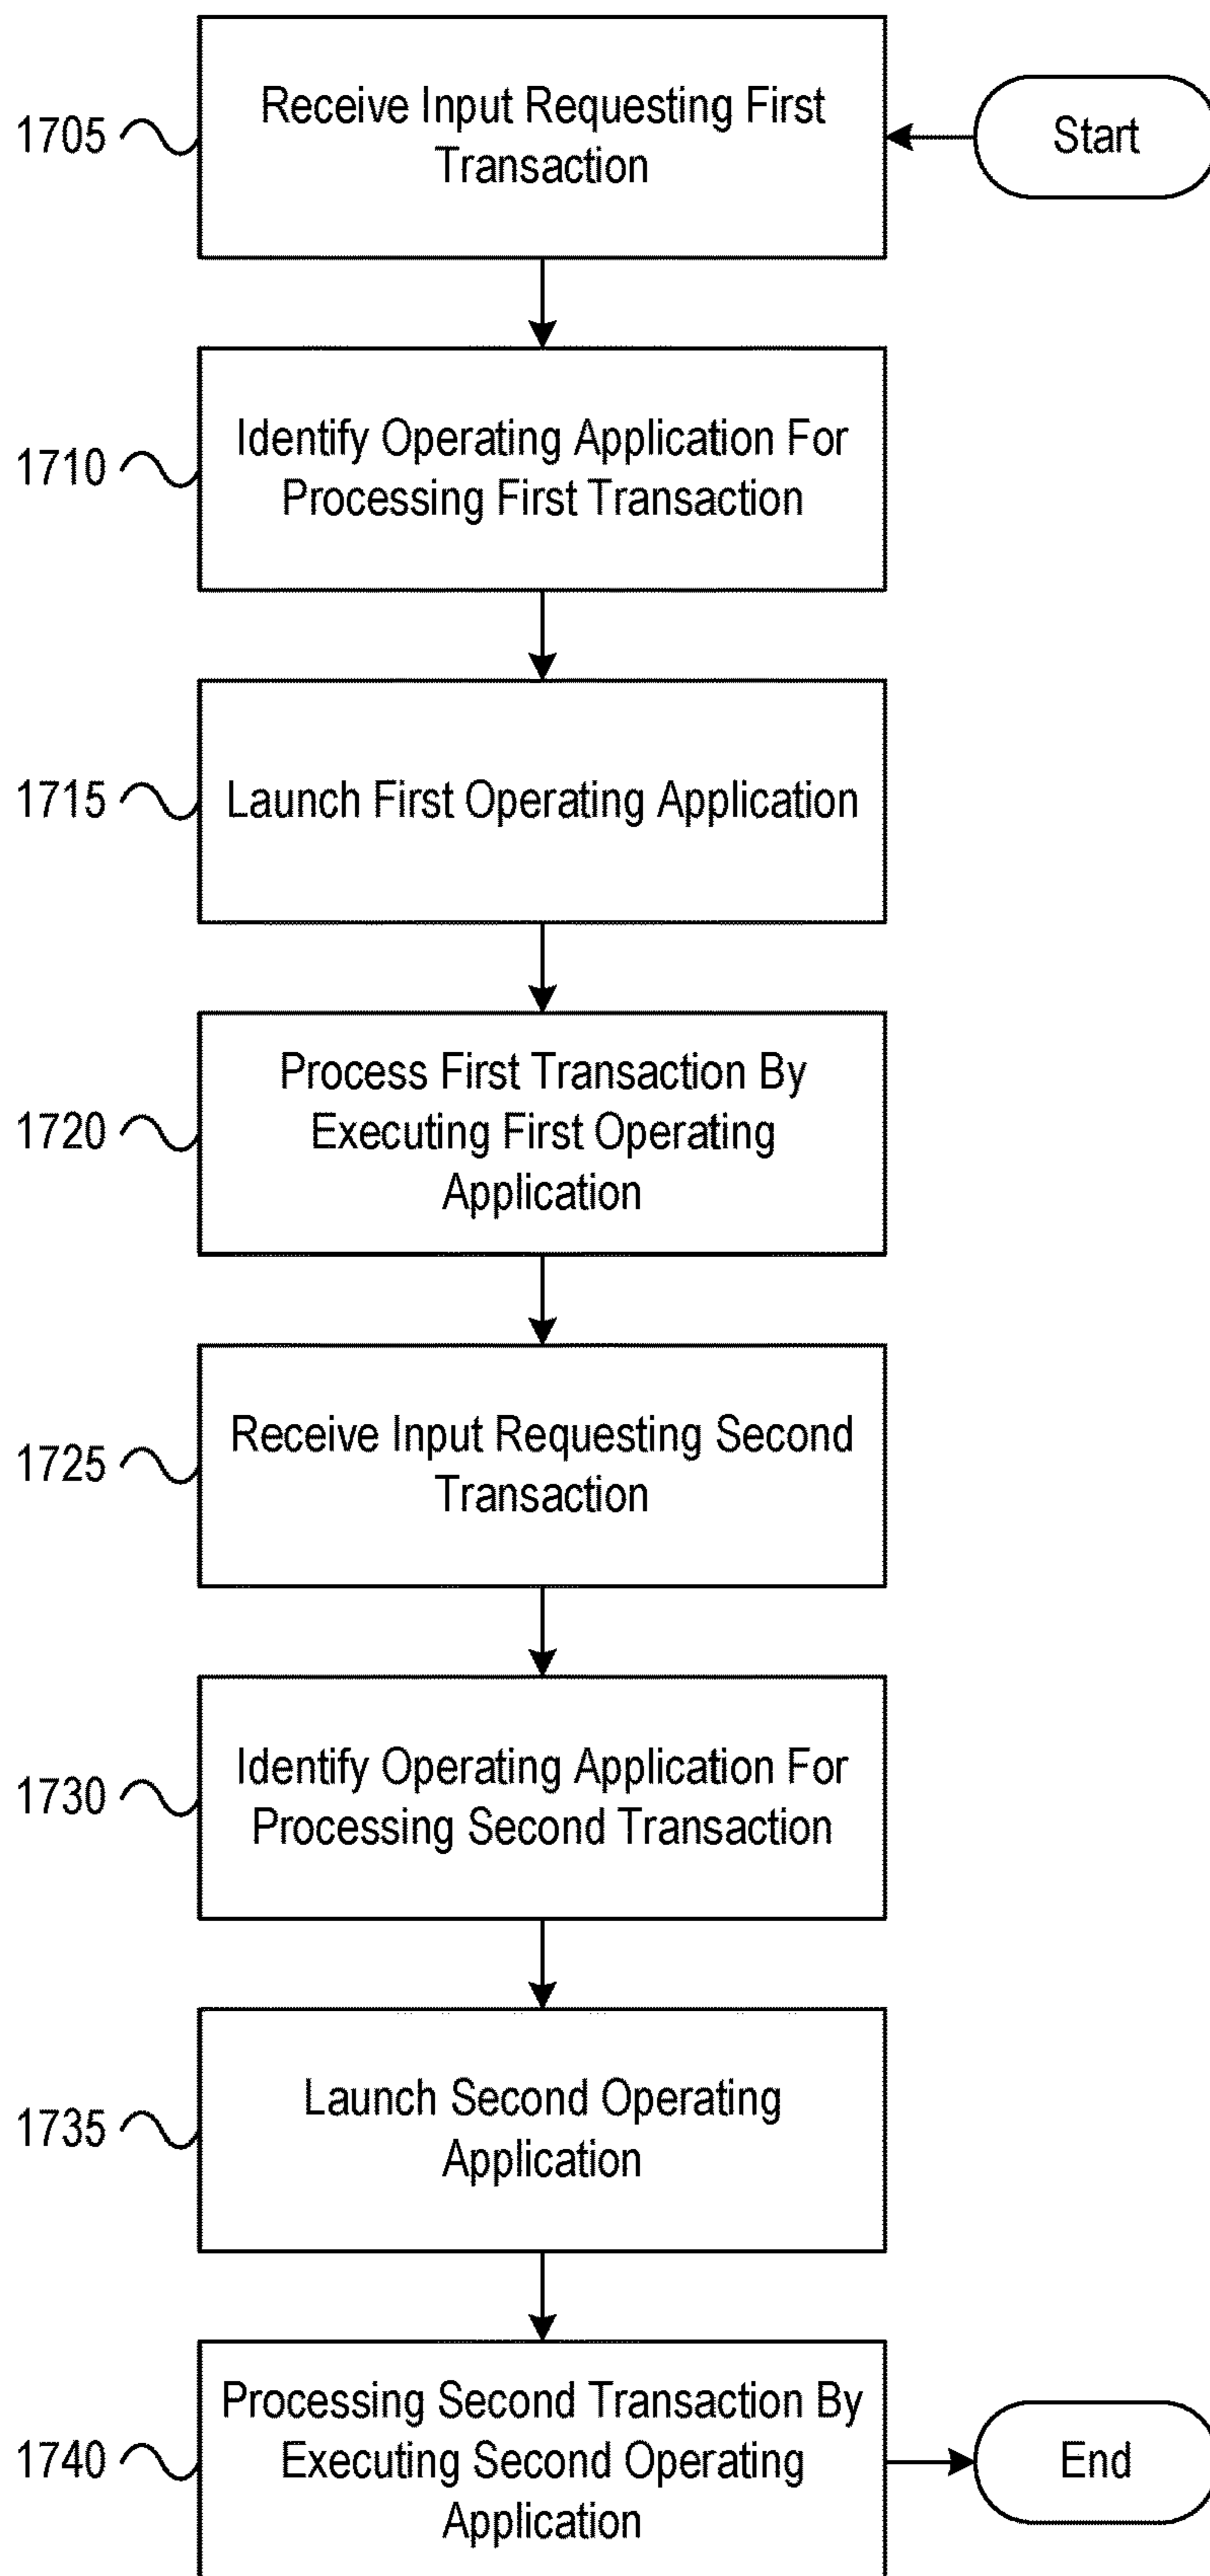 Start
1705
Receive Input Requesting First
Transaction
1710
Identify Operating Application For
Processing First Transaction
1715
Launch First Operating Application
1720
Process First Transaction By
Executing First Operating
Application
1725
Receive Input Requesting Second
Transaction
1730
Identify Operating Application For
Processing Second Transaction
1735
Launch Second Operating
Application
1740
Processing Second Transaction By
Executing Second Operating
Application
End